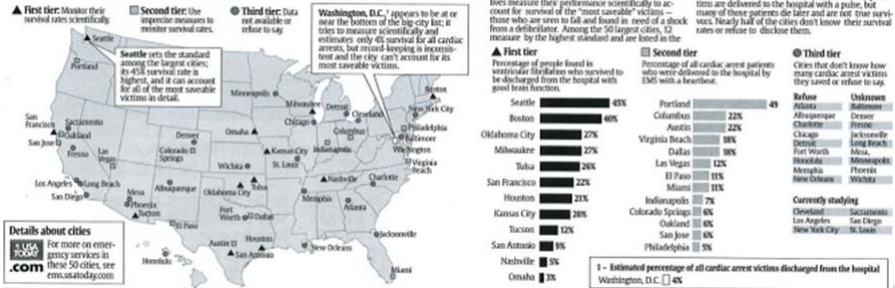 lives measure their performance scientifically to ac-
count for survival of the "most saveable" victims —
those who are seen to fall and found in need of a shock
from a defibrillator. Among the 50 largest cities, 12
measure by the highest standard and are listed in the
tims are delivered to the hospital with a pulse, but
many of those patients die later and are not true survi-
vors. Nearly half of the cities don't know their survival
rates or refuse to disclose them.
First tier: Monitor their
survival rates scientifically.
Second tier: Use
imprecise measures to
monitor survival rates.
Third tier: Data
not available or
refuse to say.
Washington, D.C.,¹ appears to be at or
near the bottom of the big-city list; it
tries to measure scientifically and
estimates only 4% survival for all cardiac
arrests, but record-keeping is inconsis-
tent and the city can't account for its
most saveable victims.
Seattle sets the standard
among the largest cities;
its 45% survival rate is
highest, and it can account
for all of the most saveable
victims in detail.
Seattle
Portland
San
Francisco
Sacramento
Oakland
San Jose
Fresno
Las
Vegas
Los Angeles
Long Beach
San Diego
Mesa
Phoenix
Tucson
Denver
Colorado
Springs
Albuquerque
El Paso
Minneapolis
Omaha
Wichita
Kansas City
St. Louis
Oklahoma City
Tulsa
Fort
Worth
Dallas
Austin
Houston
San Antonio
Milwaukee
Chicago
Detroit
Cleveland
Columbus
Indianapolis
Nashville
Memphis
Charlotte
Atlanta
New Orleans
Jacksonville
Miami
Boston
New York City
Philadelphia
Baltimore
Washington
Virginia
Beach
Honolulu
Details about cities
USA
TODAY
.com
For more on emer-
gency services in
these 50 cities, see
ems.usatoday.com
First tier
Percentage of people found in
ventricular fibrillation who survived to
be discharged from the hospital with
good brain function.
Seattle 45%
Boston 40%
Oklahoma City 27%
Milwaukee 27%
Tulsa 26%
San Francisco 22%
Houston 21%
Kansas City 20%
Tucson 12%
San Antonio 9%
Nashville 5%
Omaha 3%
Second tier
Percentage of all cardiac arrest patients
who were delivered to the hospital by
EMS with a heartbeat.
Portland 49
Columbus 22%
Austin 22%
Virginia Beach 18%
Dallas 18%
Las Vegas 12%
El Paso 11%
Miami 11%
Indianapolis 7%
Colorado Springs 6%
Oakland 6%
San Jose 6%
Philadelphia 5%
Third tier
Cities that don't know how
many cardiac arrest victims
they saved or refuse to say.
Refuse Unknown
Atlanta Baltimore
Albuquerque Denver
Charlotte Fresno
Chicago Jacksonville
Detroit Long Beach
Fort Worth Mesa,
Honolulu Minneapolis
Memphis Phoenix
New Orleans Wichita
Currently studying
Cleveland Sacramento
Los Angeles San Diego
New York City St. Louis
1 – Estimated percentage of all cardiac arrest victims discharged from the hospital
Washington, D.C. 4%